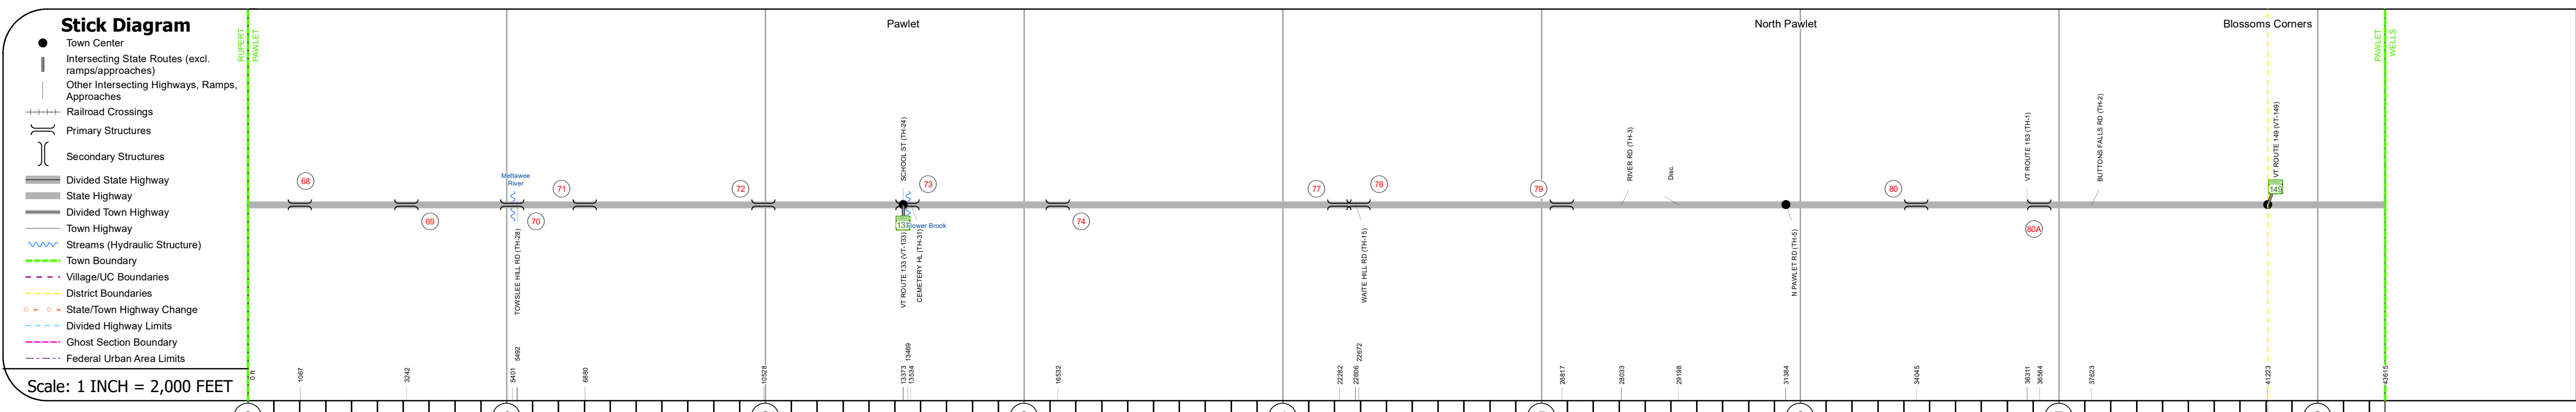 Stick Diagram
Town Center
Intersecting State Routes (excl.
ramps/approaches)
Other Intersecting Highways, Ramps,
Approaches
Railroad Crossings
Primary Structures
Secondary Structures
Divided State Highway
State Highway
Divided Town Highway
Town Highway
Streams (Hydraulic Structure)
Town Boundary
Village/UC Boundaries
District Boundaries
State/Town Highway Change
Divided Highway Limits
Ghost Section Boundary
Federal Urban Area Limits
Scale: 1 INCH = 2,000 FEET
RUPERT
PAWLET
Pawlet
North Pawlet
Blossoms Corners
PAWLET
WELLS
68
69
Mettawee
River
70
TOWSLEE HILL RD (TH-28)
71
72
SCHOOL ST (TH-24)
73
VT ROUTE 133 (VT-133)
CEMETERY HL (TH-31)
74
77
78
WAITE HILL RD (TH-15)
79
RIVER RD (TH-3)
Disc.
N PAWLET RD (TH-5)
80
VT ROUTE 153 (TH-1)
80A
BUTTONS FALLS RD (TH-2)
VT ROUTE 149 (VT-149)
149
0 ft
1067
3242
5401
5492
6880
10528
13373
13469
13534
16532
22282
22606
22672
26817
28033
29198
31384
34045
36311
36564
37623
41223
43615